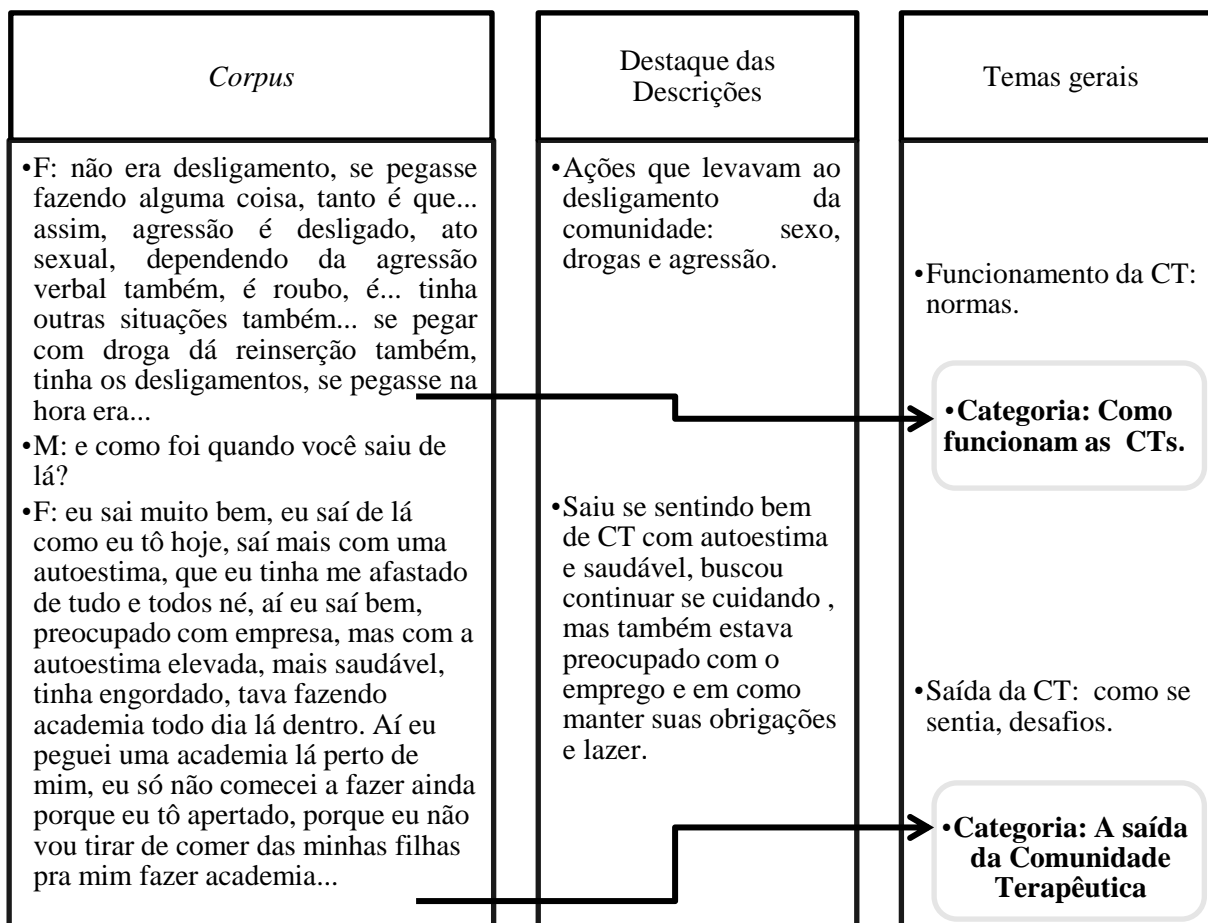 Corpus
•F: não era desligamento, se pegasse
fazendo alguma coisa, tanto é que...
assim, agressão é desligado, ato
sexual, dependendo da agressão
verbal também, é roubo, é... tinha
outras situações também... se pegar
com droga dá reinserção também,
tinha os desligamentos, se pegasse na
hora era...
•M: e como foi quando você saiu de
lá?
•F: eu sai muito bem, eu saí de lá
como eu tô hoje, saí mais com uma
autoestima, que eu tinha me afastado
de tudo e todos né, aí eu saí bem,
preocupado com empresa, mas com a
autoestima elevada, mais saudável,
tinha engordado, tava fazendo
academia todo dia lá dentro. Aí eu
peguei uma academia lá perto de
mim, eu só não comecei a fazer ainda
porque eu tô apertado, porque eu não
vou tirar de comer das minhas filhas
pra mim fazer academia...
Destaque das
Descrições
•Ações que levavam ao
desligamento da
comunidade: sexo,
drogas e agressão.
•Saiu se sentindo bem
de CT com autoestima
e saudável, buscou
continuar se cuidando ,
mas também estava
preocupado com o
emprego e em como
manter suas obrigações
e lazer.
Temas gerais
•Funcionamento da CT:
normas.
•Categoria: Como
funcionam as CTs.
•Saída da CT: como se
sentia, desafios.
•Categoria: A saída
da Comunidade
Terapêutica